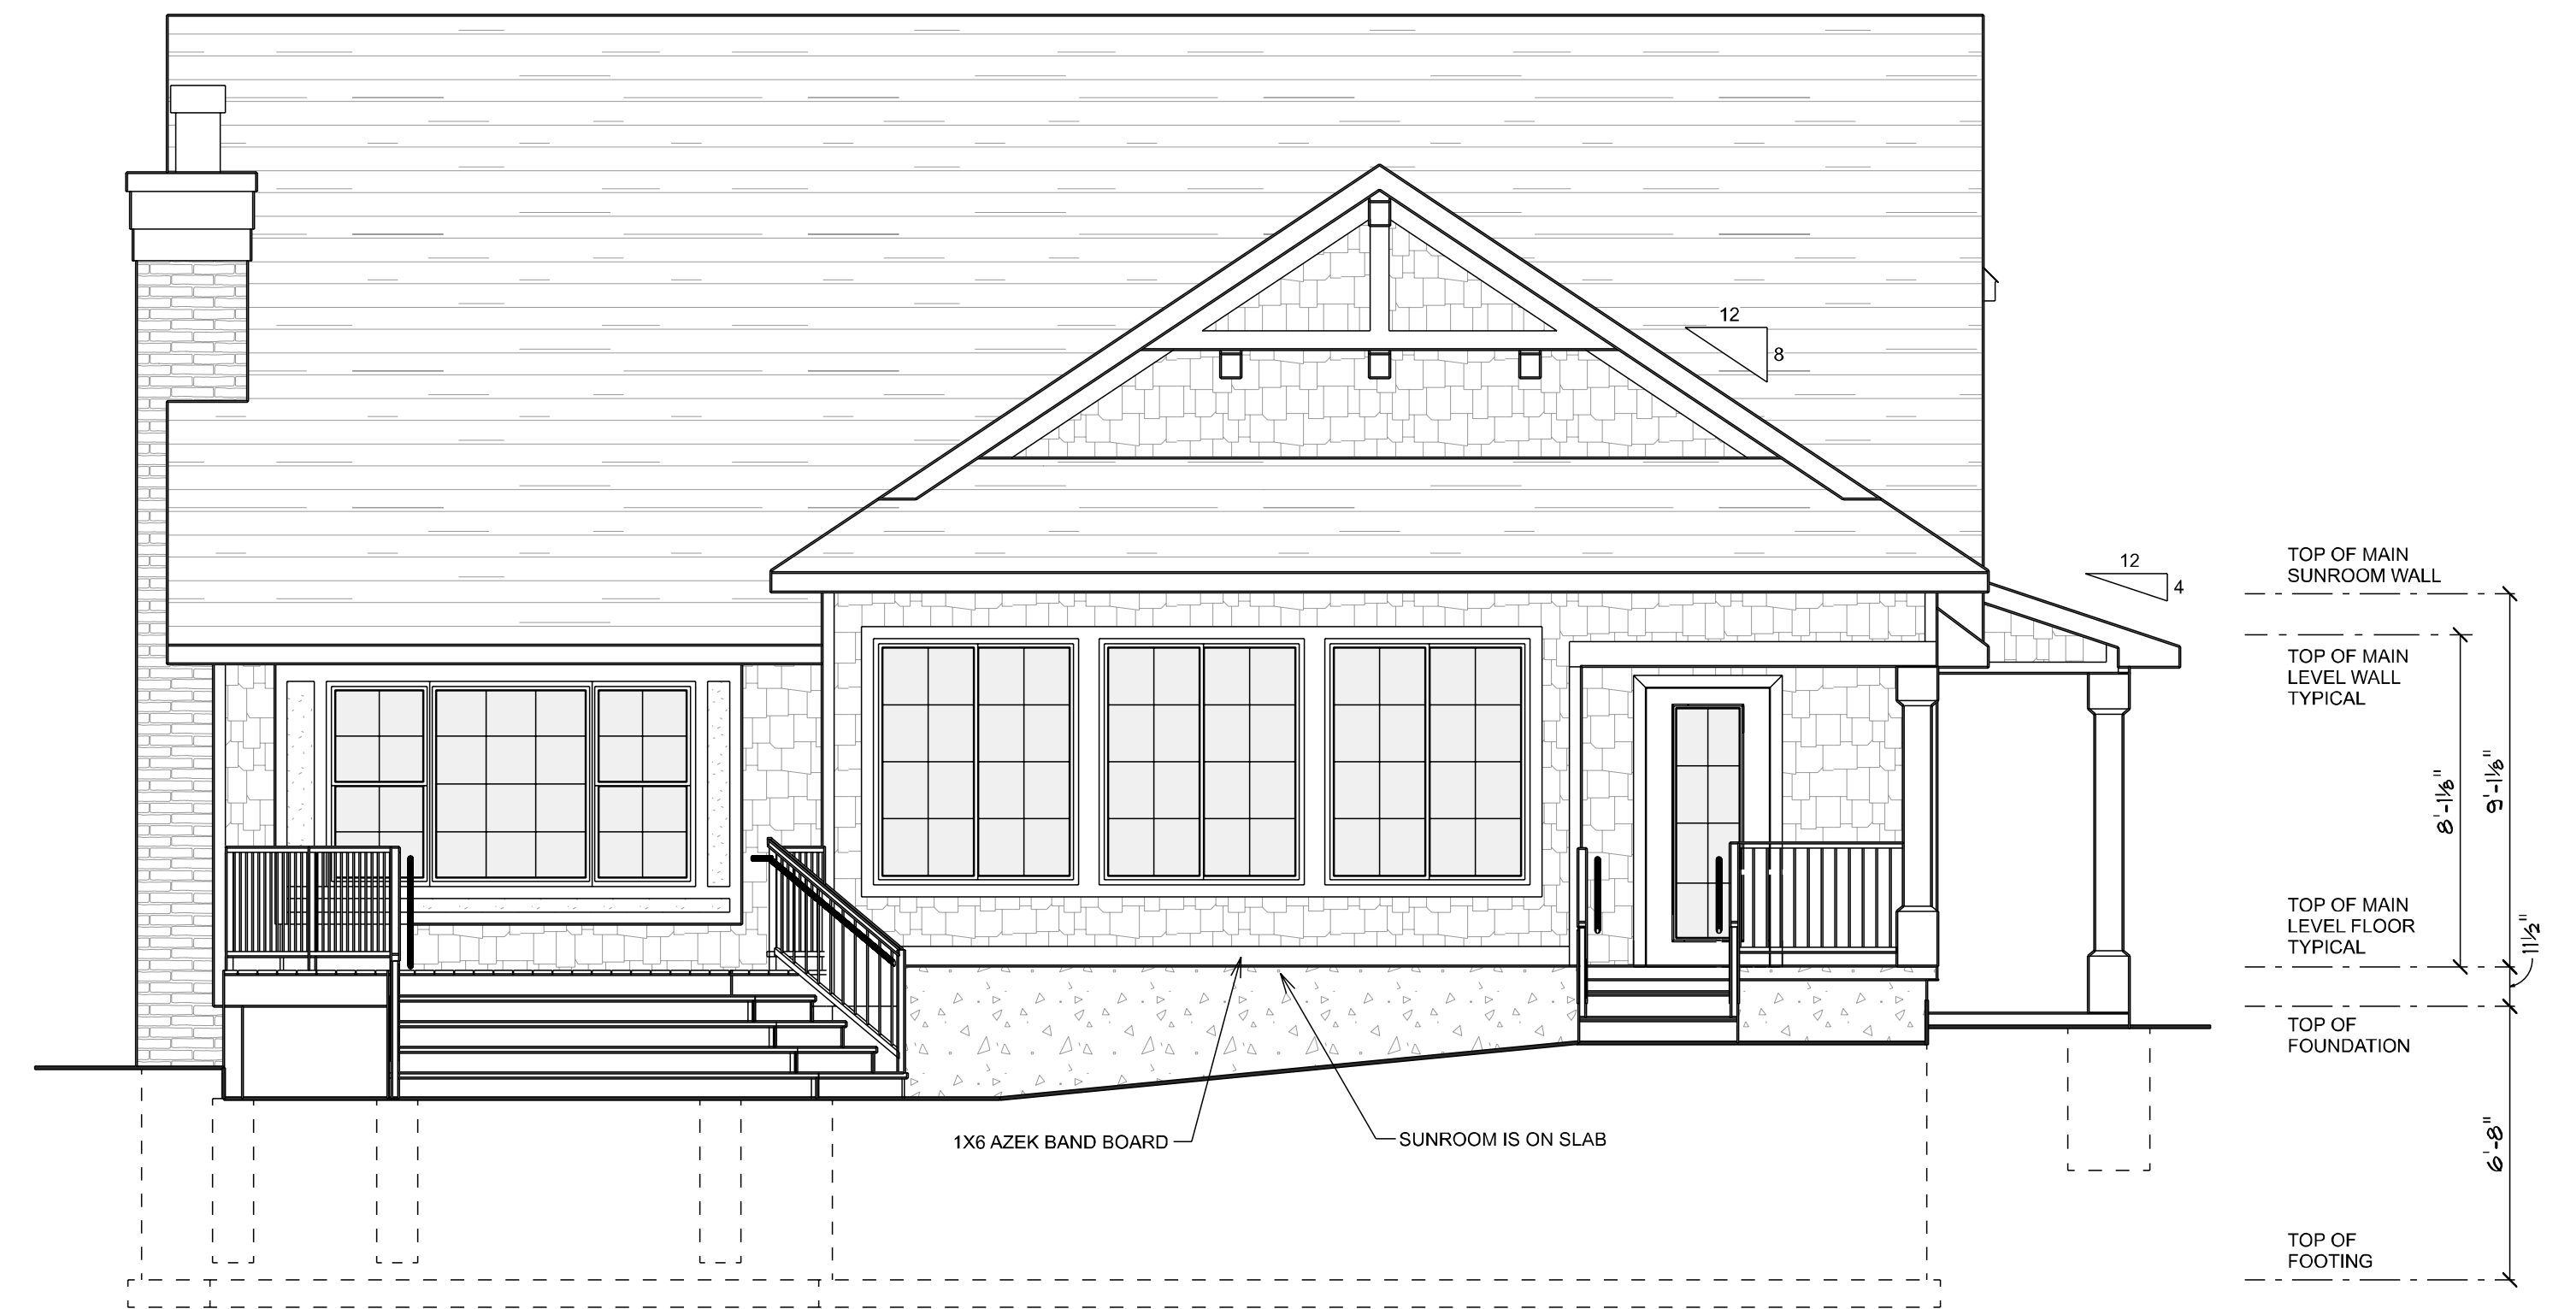 12
8
12
4
TOP OF MAIN
SUNROOM WALL
TOP OF MAIN
LEVEL WALL
TYPICAL
8'-1⅛"
9'-1⅛"
TOP OF MAIN
LEVEL FLOOR
TYPICAL
11½"
TOP OF
FOUNDATION
1X6 AZEK BAND BOARD
SUNROOM IS ON SLAB
6'-8"
TOP OF
FOOTING